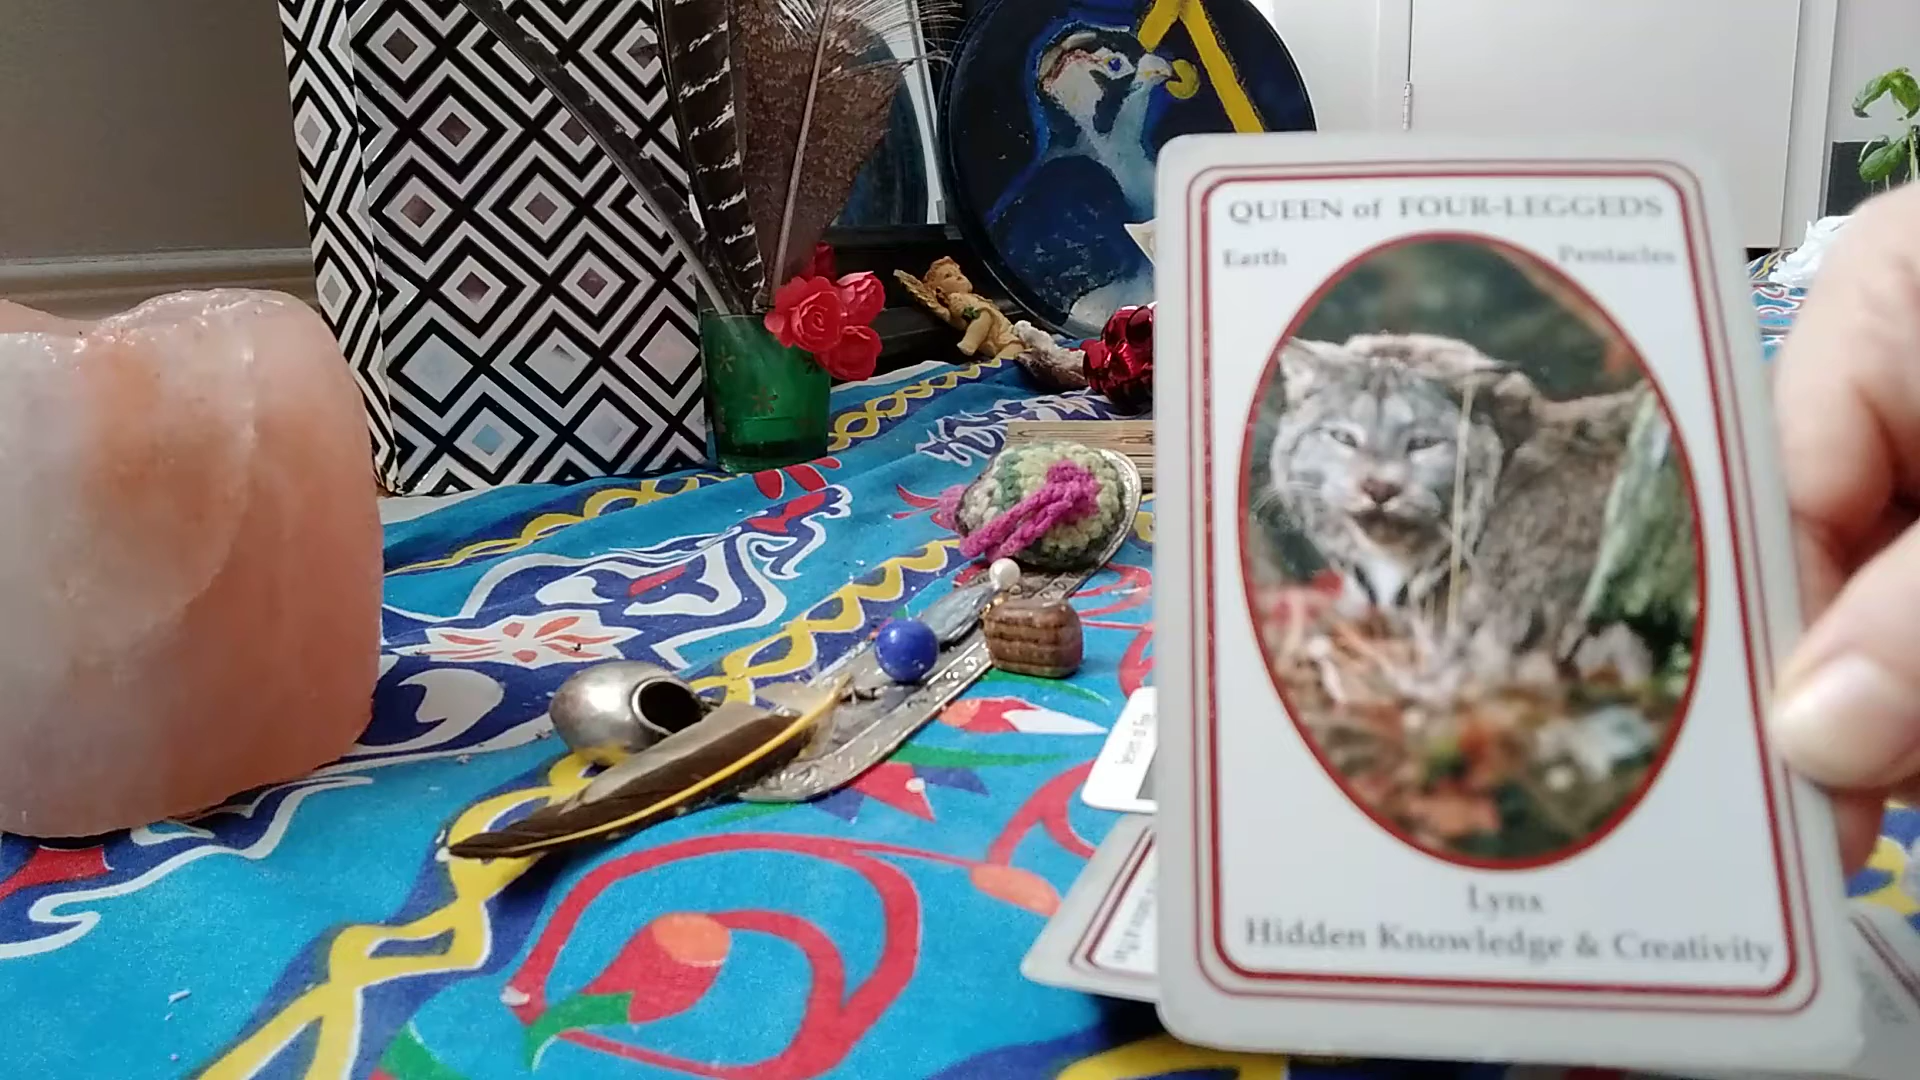 QUEEN of FOUR-LEGGEDS
Earth
Pentacles
Lynx
Hidden Knowledge & Creativity